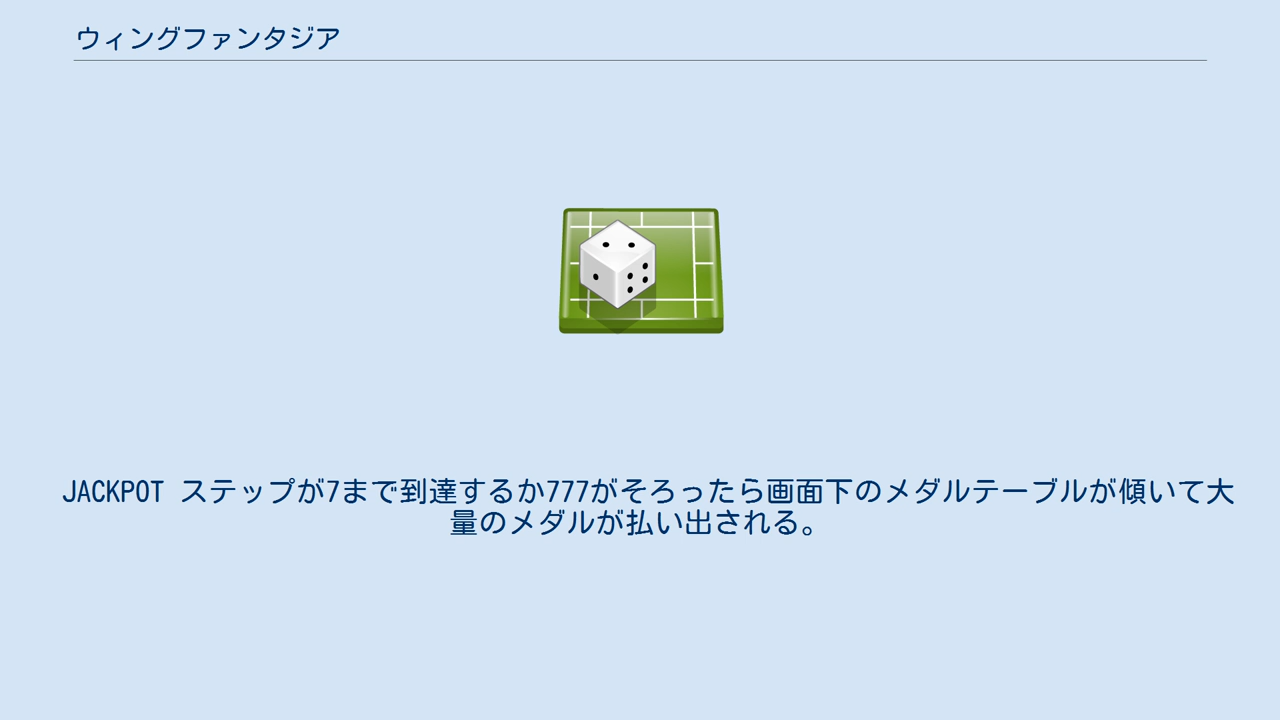 ウィングファンタジア
JACKPOT ステップが7まで到達するか777がそろったら画面下のメダルテーブルが傾いて大
量のメダルが払い出される。